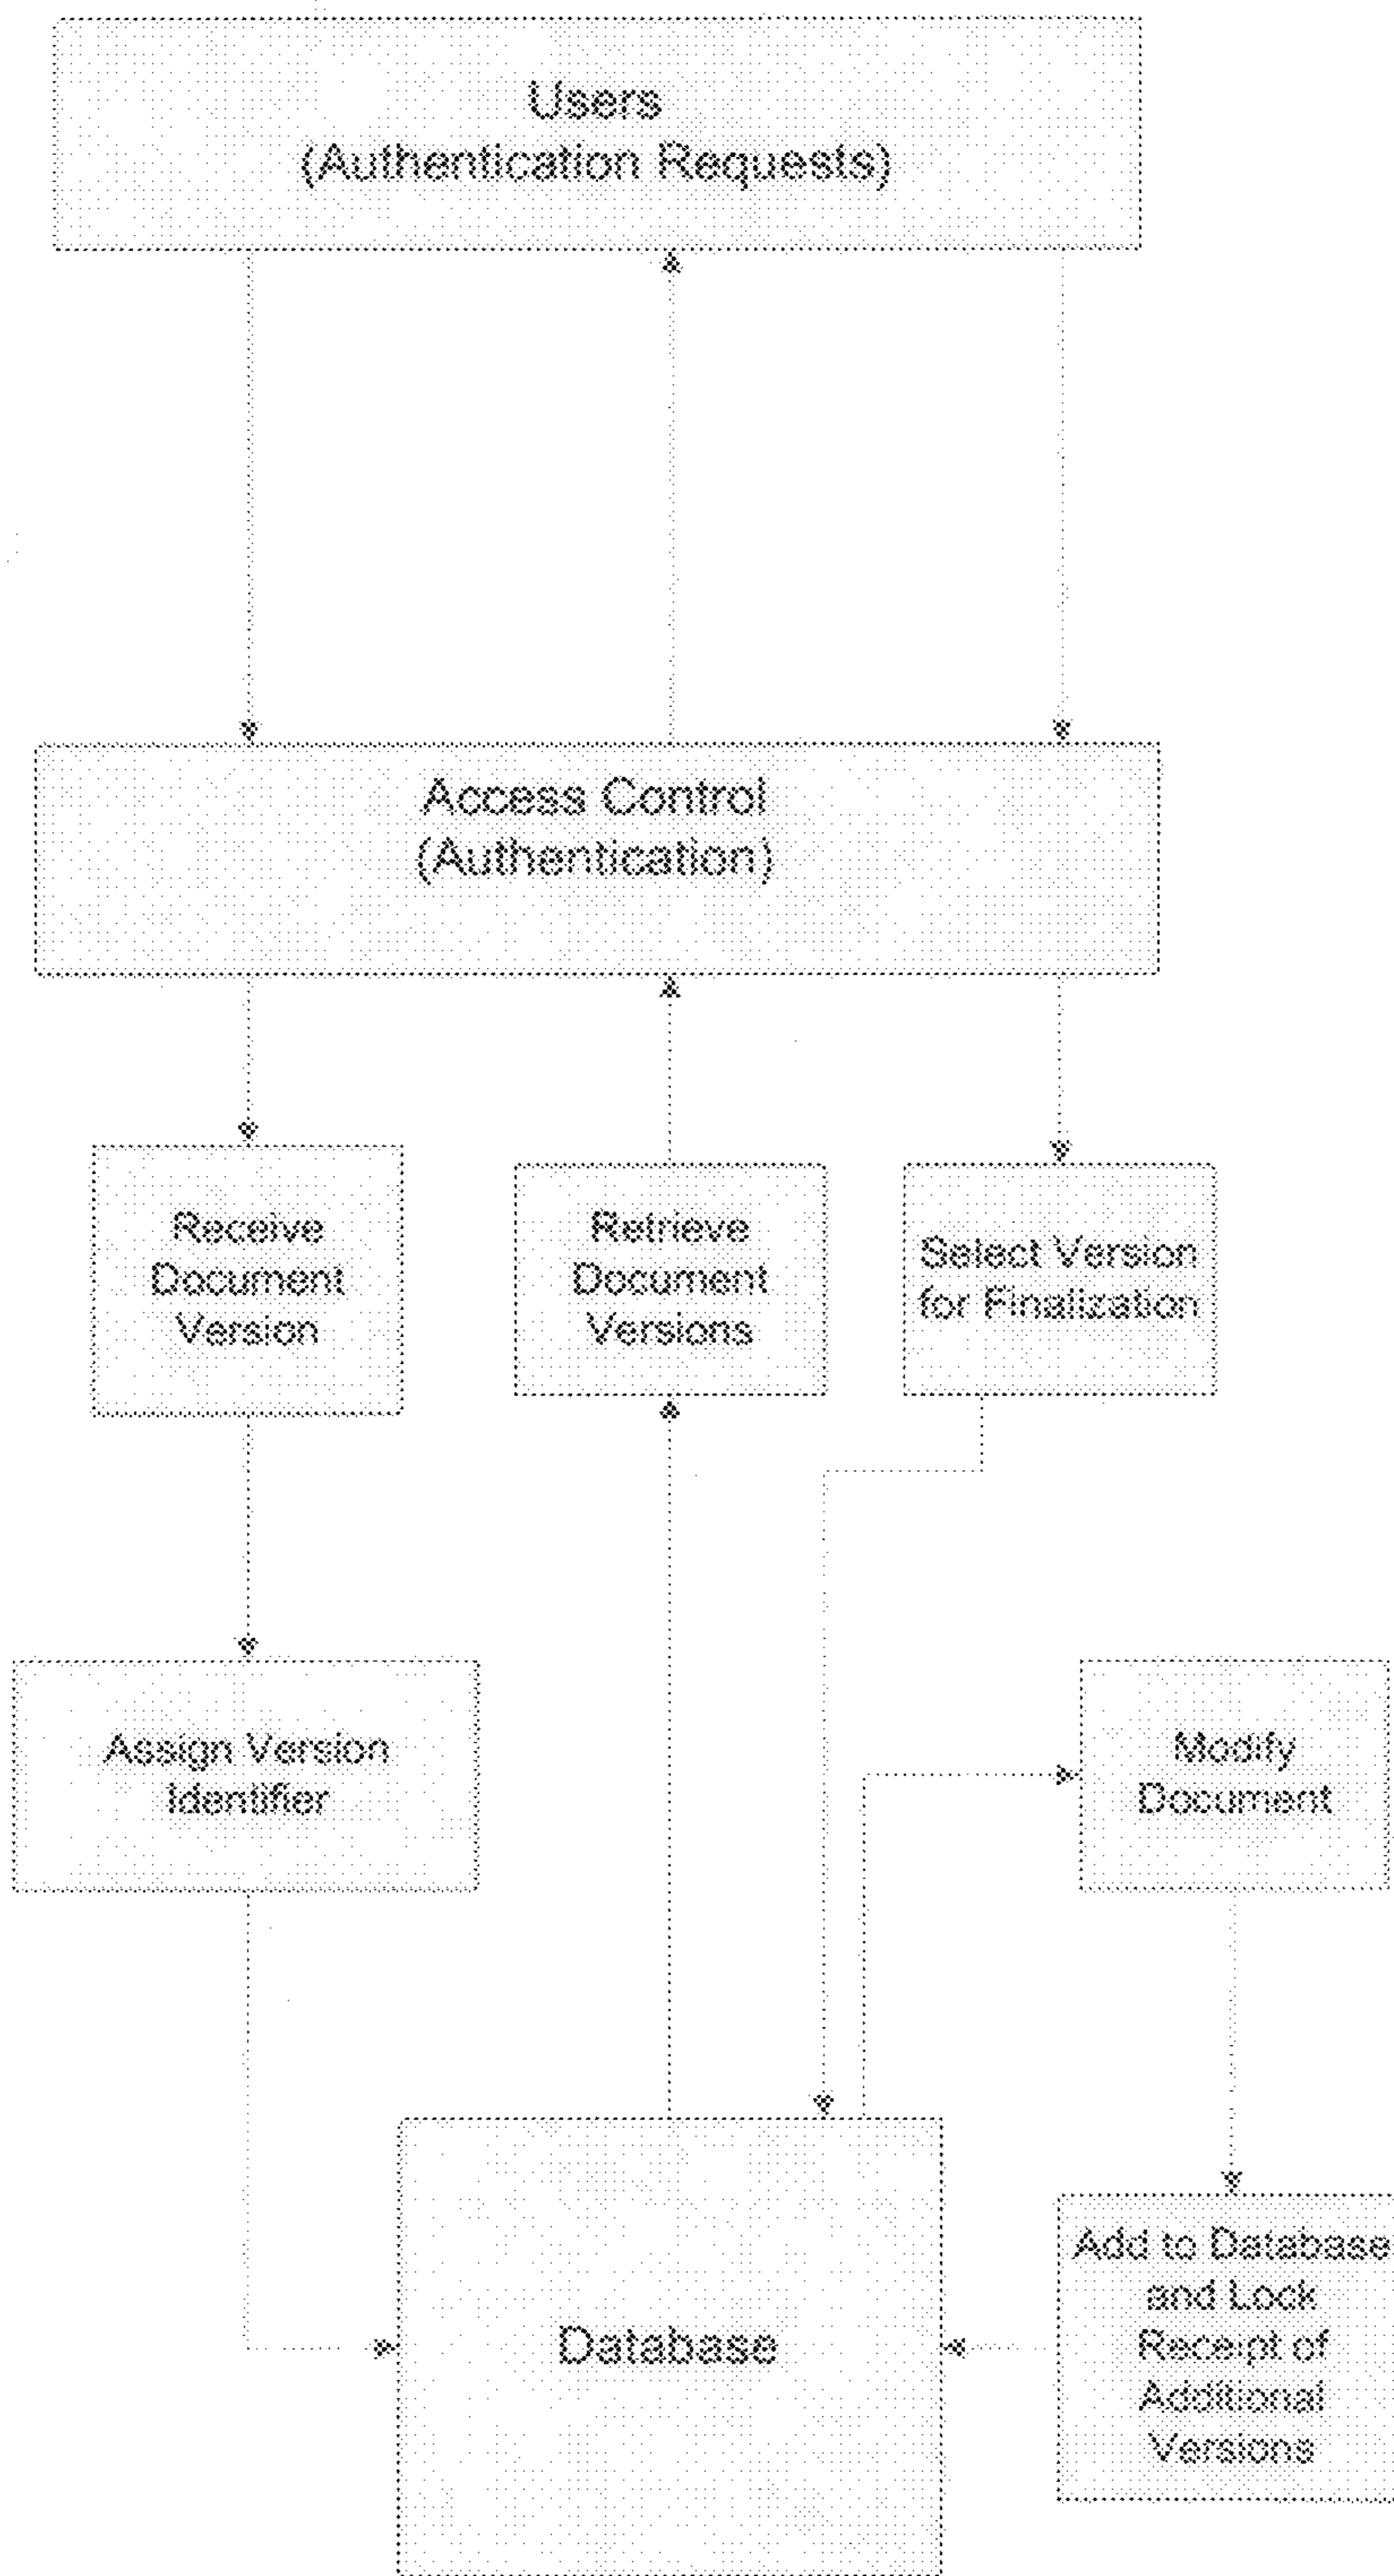 Users
(Authentication Requests)
Access Control
(Authentication)
Receive
Document
Version
Retrieve
Document
Versions
Select Version
for Finalization
Assign Version
Identifier
Modify
Document
Database
Add to Database
and Lock
Receipt of
Additional
Versions